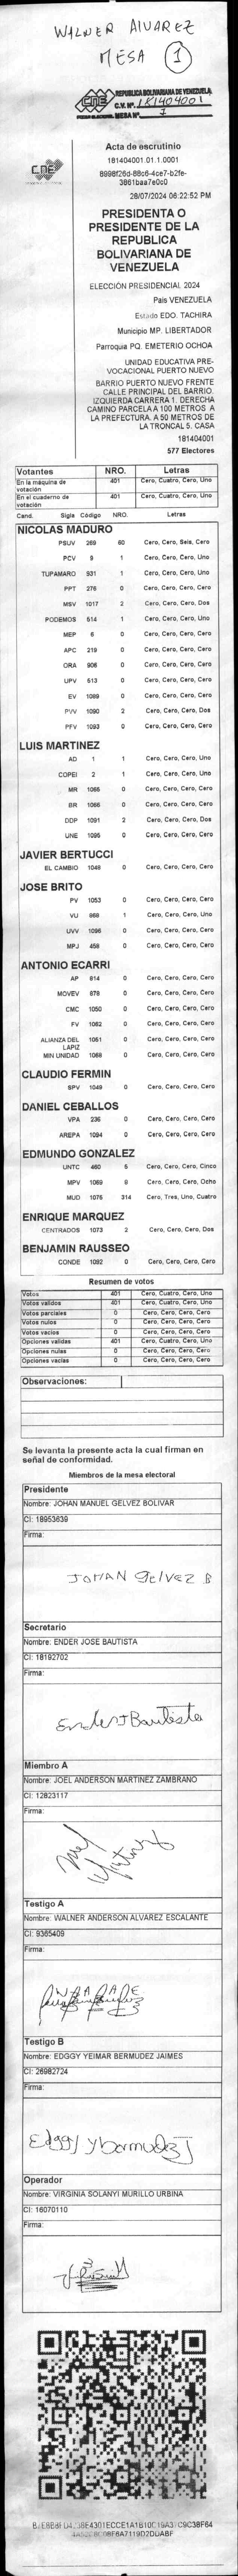 WALNER ALVAREZ
MESA 1
CNE
REPUBLICA BOLIVARIANA DE VENEZUELA
C.V. Nº. 181404001
PODER ELECTORAL MESA Nº. 1
CNE
Acta de escrutinio
181404001.01.1.0001
28/07/2024 06:22:52 PM
PRESIDENTA O
PRESIDENTE DE LA
REPUBLICA
BOLIVARIANA DE
VENEZUELA
ELECCIÓN PRESIDENCIAL 2024
País VENEZUELA
Estado EDO. TACHIRA
Municipio MP. LIBERTADOR
Parroquia PQ. EMETERIO OCHOA
UNIDAD EDUCATIVA PRE-
VOCACIONAL PUERTO NUEVO
BARRIO PUERTO NUEVO FRENTE
CALLE PRINCIPAL DEL BARRIO.
IZQUIERDA CARRERA 1. DERECHA
CAMINO PARCELA A 100 METROS A
LA PREFECTURA. A 50 METROS DE
LA TRONCAL 5. CASA
181404001
577 Electores
Votantes NRO. Letras
En la máquina de votación 401 Cero, Cuatro, Cero, Uno
En el cuaderno de votación 401 Cero, Cuatro, Cero, Uno
Cand. Sigla Código NRO. Letras
NICOLAS MADURO
PSUV 269 60 Cero, Cero, Seis, Cero
PCV 9 1 Cero, Cero, Cero, Uno
TUPAMARO 931 1 Cero, Cero, Cero, Uno
PPT 276 0 Cero, Cero, Cero, Cero
MSV 1017 2 Cero, Cero, Cero, Dos
PODEMOS 514 1 Cero, Cero, Cero, Uno
MEP 6 0 Cero, Cero, Cero, Cero
APC 219 0 Cero, Cero, Cero, Cero
ORA 908 0 Cero, Cero, Cero, Cero
UPV 513 0 Cero, Cero, Cero, Cero
EV 1089 0 Cero, Cero, Cero, Cero
PVV 1090 2 Cero, Cero, Cero, Dos
PFV 1093 0 Cero, Cero, Cero, Cero
LUIS MARTINEZ
AD 1 1 Cero, Cero, Cero, Uno
COPEI 2 1 Cero, Cero, Cero, Uno
MR 1065 0 Cero, Cero, Cero, Cero
BR 1066 0 Cero, Cero, Cero, Cero
DDP 1091 2 Cero, Cero, Cero, Dos
UNE 1095 0 Cero, Cero, Cero, Cero
JAVIER BERTUCCI
EL CAMBIO 1048 0 Cero, Cero, Cero, Cero
JOSE BRITO
PV 1053 0 Cero, Cero, Cero, Cero
VU 868 1 Cero, Cero, Cero, Uno
UVV 1096 0 Cero, Cero, Cero, Cero
MPJ 458 0 Cero, Cero, Cero, Cero
ANTONIO ECARRI
AP 814 0 Cero, Cero, Cero, Cero
MOVEV 878 0 Cero, Cero, Cero, Cero
CMC 1050 0 Cero, Cero, Cero, Cero
FV 1062 0 Cero, Cero, Cero, Cero
ALIANZA DEL LAPIZ 1051 0 Cero, Cero, Cero, Cero
MIN UNIDAD 1068 0 Cero, Cero, Cero, Cero
CLAUDIO FERMIN
SPV 1049 0 Cero, Cero, Cero, Cero
DANIEL CEBALLOS
VPA 236 0 Cero, Cero, Cero, Cero
AREPA 1094 0 Cero, Cero, Cero, Cero
EDMUNDO GONZALEZ
UNTC 460 5 Cero, Cero, Cero, Cinco
MPV 1069 8 Cero, Cero, Cero, Ocho
MUD 1075 314 Cero, Tres, Uno, Cuatro
ENRIQUE MARQUEZ
CENTRADOS 1073 2 Cero, Cero, Cero, Dos
BENJAMIN RAUSSEO
CONDE 1092 0 Cero, Cero, Cero, Cero
Resumen de votos
Votos 401 Cero, Cuatro, Cero, Uno
Votos validos 401 Cero, Cuatro, Cero, Uno
Votos parciales 0 Cero, Cero, Cero, Cero
Votos nulos 0 Cero, Cero, Cero, Cero
Votos vacios 0 Cero, Cero, Cero, Cero
Opciones validas 401 Cero, Cuatro, Cero, Uno
Opciones nulas 0 Cero, Cero, Cero, Cero
Opciones vacias 0 Cero, Cero, Cero, Cero
Observaciones:
Se levanta la presente acta la cual firman en
señal de conformidad.
Miembros de la mesa electoral
Presidente
Nombre: JOHAN MANUEL GELVEZ BOLIVAR
CI: 18953639
Firma:
JOHAN GELVEZ B
Secretario
Nombre: ENDER JOSE BAUTISTA
CI: 18192702
Firma:
Ender J Bautista
Miembro A
Nombre: JOEL ANDERSON MARTINEZ ZAMBRANO
CI: 12823117
Firma:
Testigo A
Nombre: WALNER ANDERSON ALVAREZ ESCALANTE
CI: 9365409
Firma:
Testigo B
Nombre: EDGGY YEIMAR BERMUDEZ JAIMES
CI: 26982724
Firma:
Edggy y bermudez j
Operador
Nombre: VIRGINIA SOLANYI MURILLO URBINA
CI: 16070110
Firma: